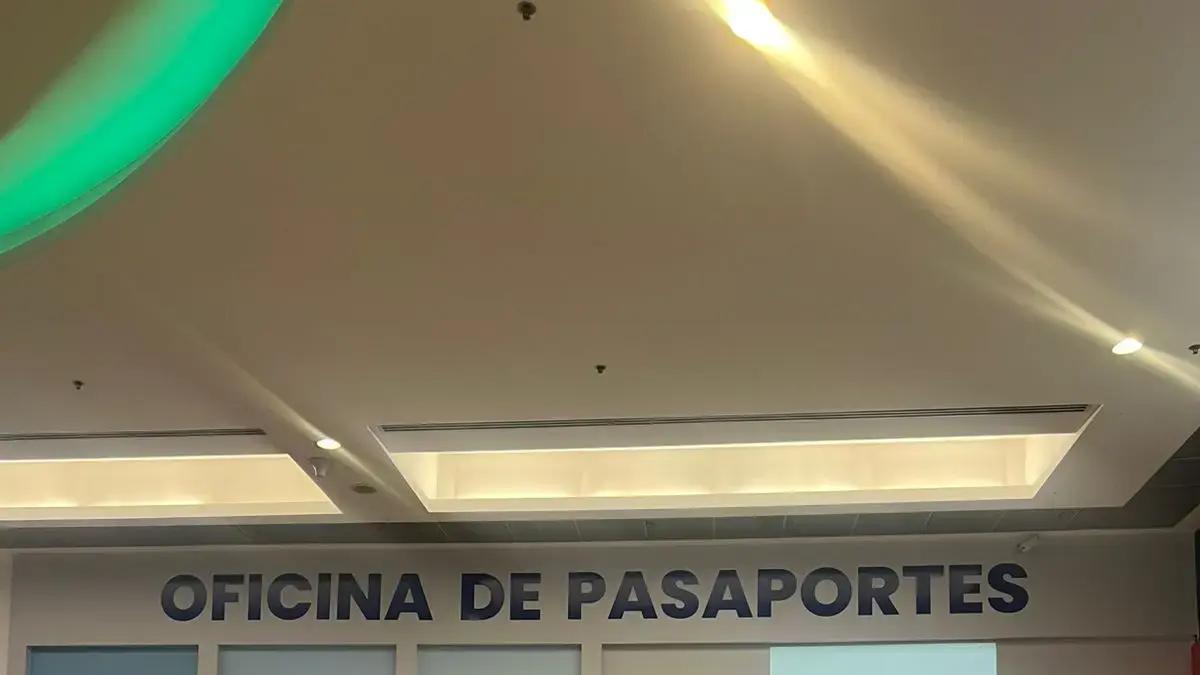 OFICINA DE PASAPORTES